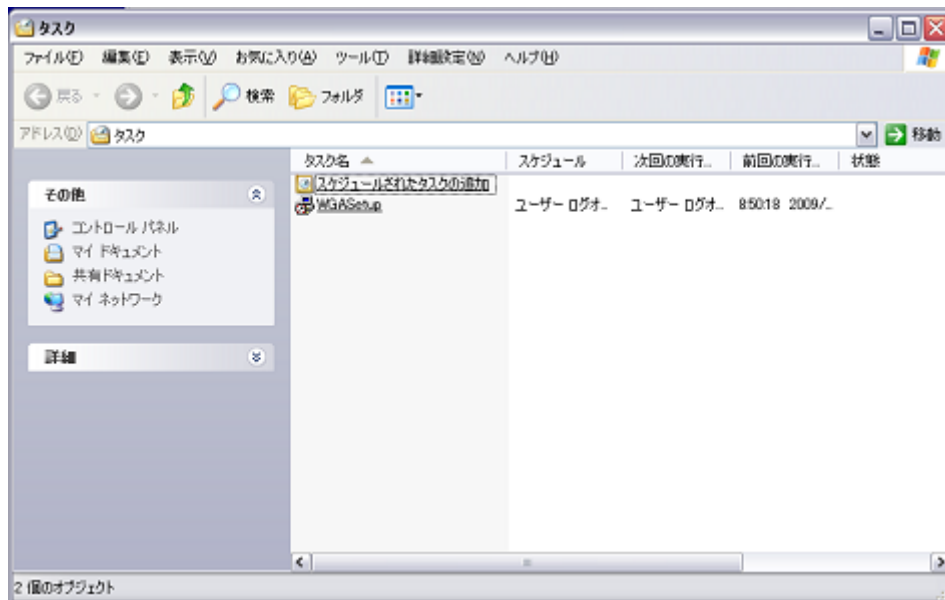 タスク
ファイル(F) 編集(E) 表示(V) お気に入り(A) ツール(T) 詳細設定(N) ヘルプ(H)
戻る 検索 フォルダ
アドレス(D) タスク 移動
タスク名 スケジュール 次回の実行... 前回の実行... 状態
スケジュールされたタスクの追加
WGASetup ユーザー ログオ... ユーザー ログオ... 8:50:18 2009/...
その他
コントロール パネル
マイ ドキュメント
共有ドキュメント
マイ ネットワーク
詳細
2 個のオブジェクト